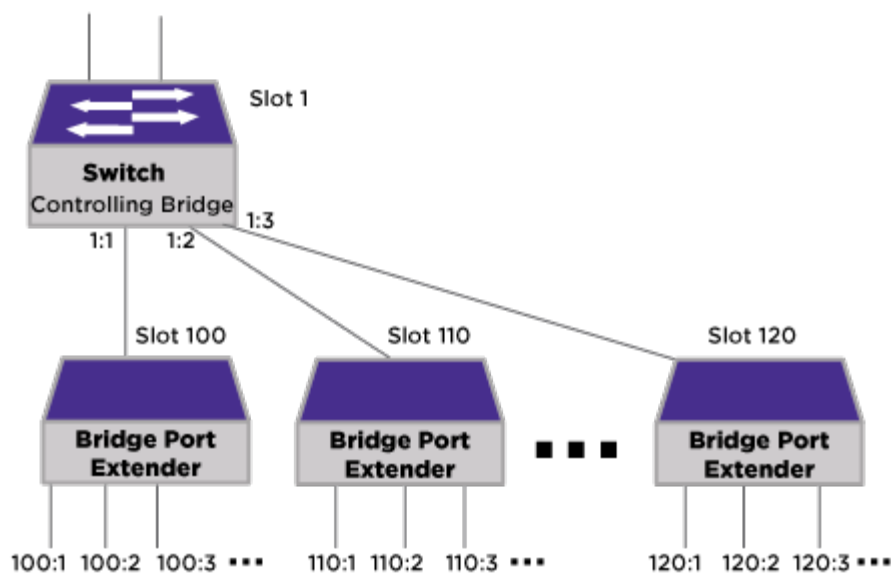 Slot 1
Switch
Controlling Bridge
1:1 1:2 1:3
Slot 100 Slot 110 Slot 120
Bridge Port
Extender
Bridge Port
Extender
Bridge Port
Extender
100:1 100:2 100:3 ... 110:1 110:2 110:3 ... 120:1 120:2 120:3 ...